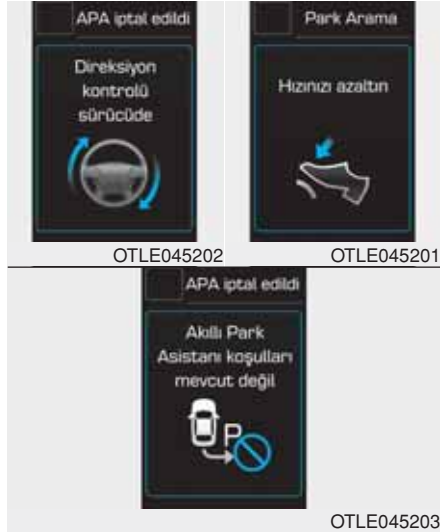 APA iptal edildi
Direksiyon
kontrolü
sürücüde
OTLE045202
Park Arama
Hızınızı azaltın
OTLE045201
APA iptal edildi
Akıllı Park
Asistanı koşulları
mevcut değil
P
OTLE045203